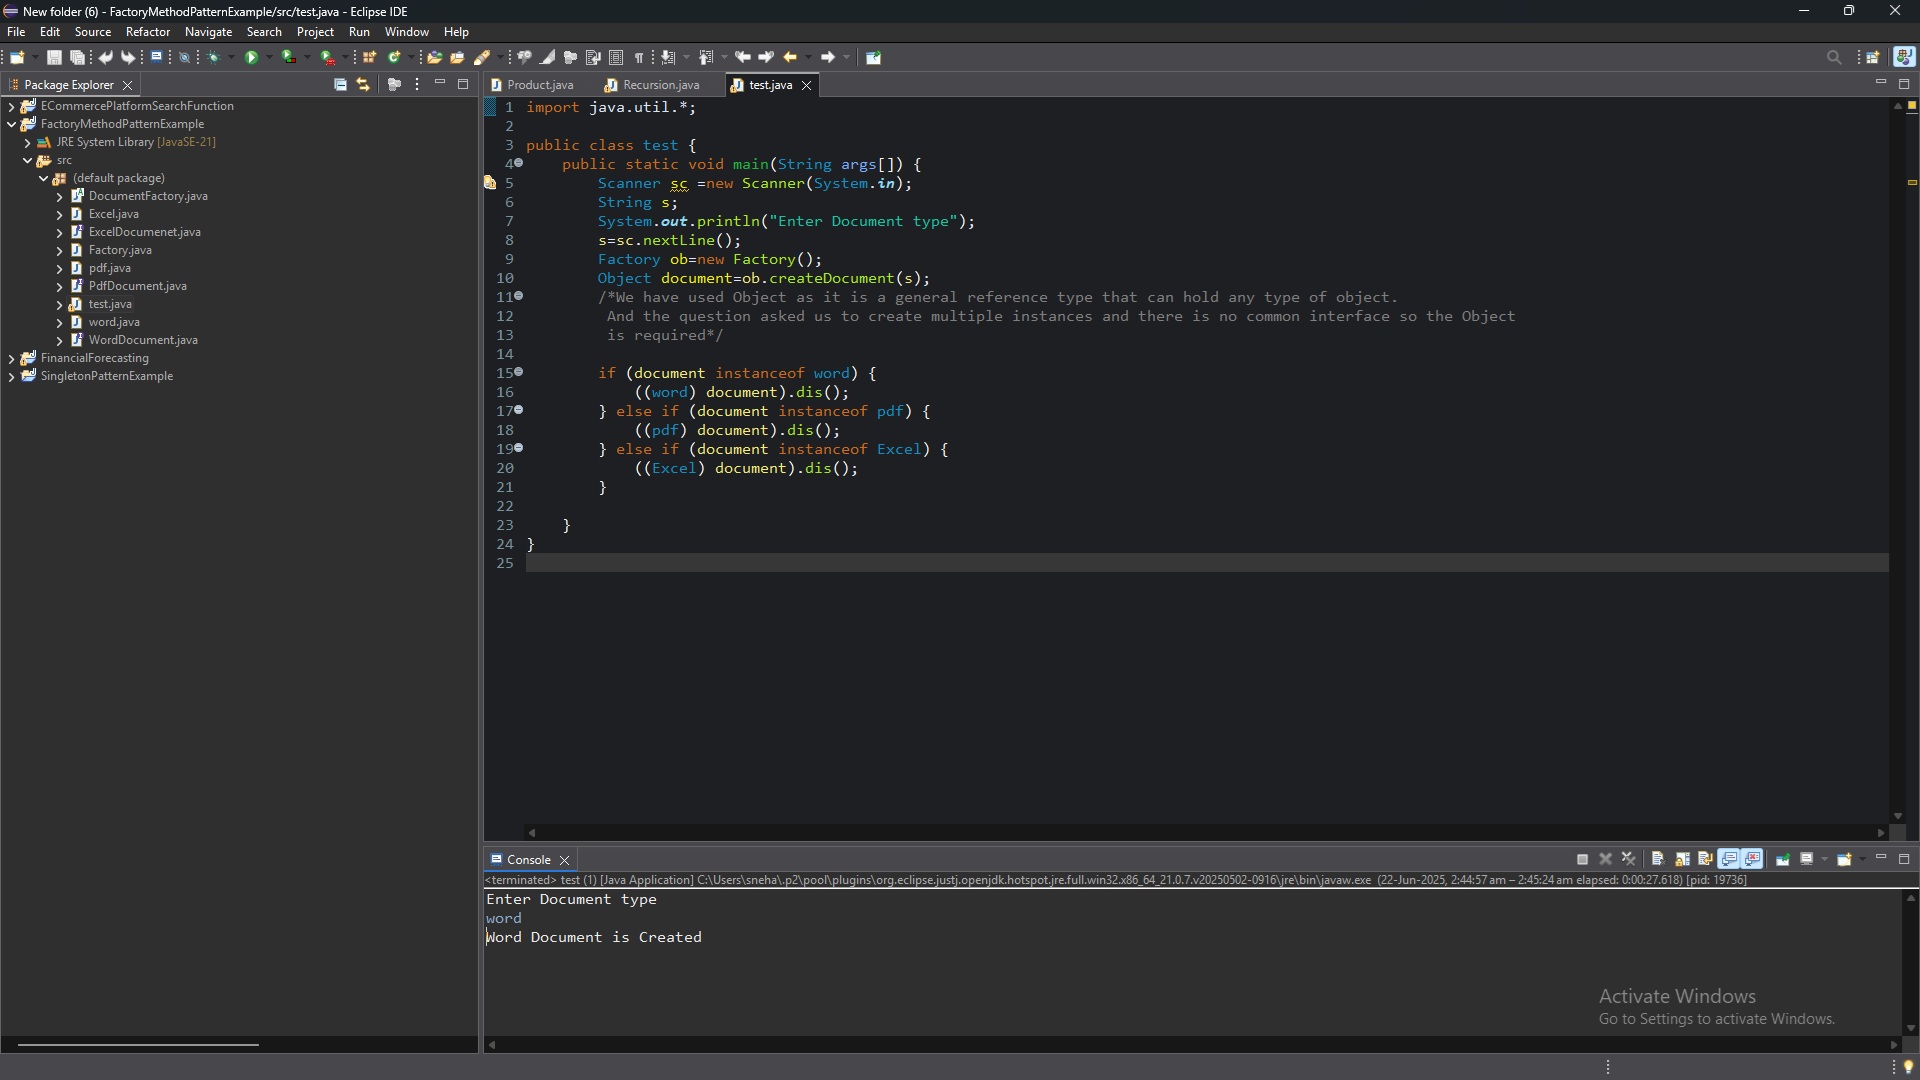 New folder (6) - FactoryMethodPatternExample/src/test.java - Eclipse IDE
File Edit Source Refactor Navigate Search Project Run Window Help
Package Explorer
ECommercePlatformSearchFunction
FactoryMethodPatternExample
JRE System Library [JavaSE-21]
src
(default package)
DocumentFactory.java
Excel.java
ExcelDocumenet.java
Factory.java
pdf.java
PdfDocument.java
test.java
word.java
WordDocument.java
FinancialForecasting
SingletonPatternExample
Product.java Recursion.java test.java
1 import java.util.*;
2
3 public class test {
4 public static void main(String args[]) {
5 Scanner sc =new Scanner(System.in);
6 String s;
7 System.out.println("Enter Document type");
8 s=sc.nextLine();
9 Factory ob=new Factory();
10 Object document=ob.createDocument(s);
11 /*We have used Object as it is a general reference type that can hold any type of object.
12 And the question asked us to create multiple instances and there is no common interface so the Object
13 is required*/
14
15 if (document instanceof word) {
16 ((word) document).dis();
17 } else if (document instanceof pdf) {
18 ((pdf) document).dis();
19 } else if (document instanceof Excel) {
20 ((Excel) document).dis();
21 }
22
23 }
24 }
25
Console
<terminated> test (1) [Java Application] C:\Users\sneha\.p2\pool\plugins\org.eclipse.justj.openjdk.hotspot.jre.full.win32.x86_64_21.0.7.v20250502-0916\jre\bin\javaw.exe (22-Jun-2025, 2:44:57 am – 2:45:24 am elapsed: 0:00:27.618) [pid: 19736]
Enter Document type
word
Word Document is Created
Activate Windows
Go to Settings to activate Windows.